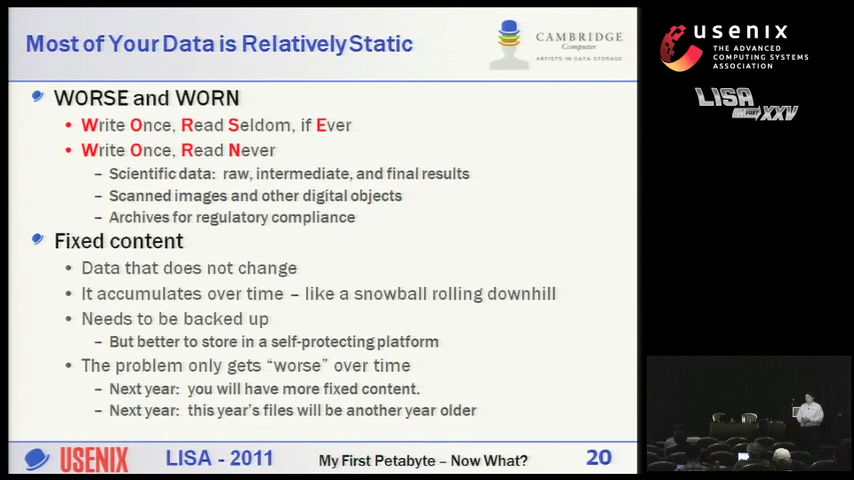 Most of Your Data is Relatively Static
CAMBRIDGE
Computer
ARTISTS IN DATA STORAGE
usenix
THE ADVANCED
COMPUTING SYSTEMS
ASSOCIATION
LISA
XXV
WORSE and WORN
Write Once, Read Seldom, if Ever
Write Once, Read Never
– Scientific data: raw, intermediate, and final results
– Scanned images and other digital objects
– Archives for regulatory compliance
Fixed content
• Data that does not change
• It accumulates over time – like a snowball rolling downhill
• Needs to be backed up
– But better to store in a self-protecting platform
• The problem only gets “worse” over time
– Next year: you will have more fixed content.
– Next year: this year’s files will be another year older
USENIX
LISA - 2011
My First Petabyte – Now What?
20